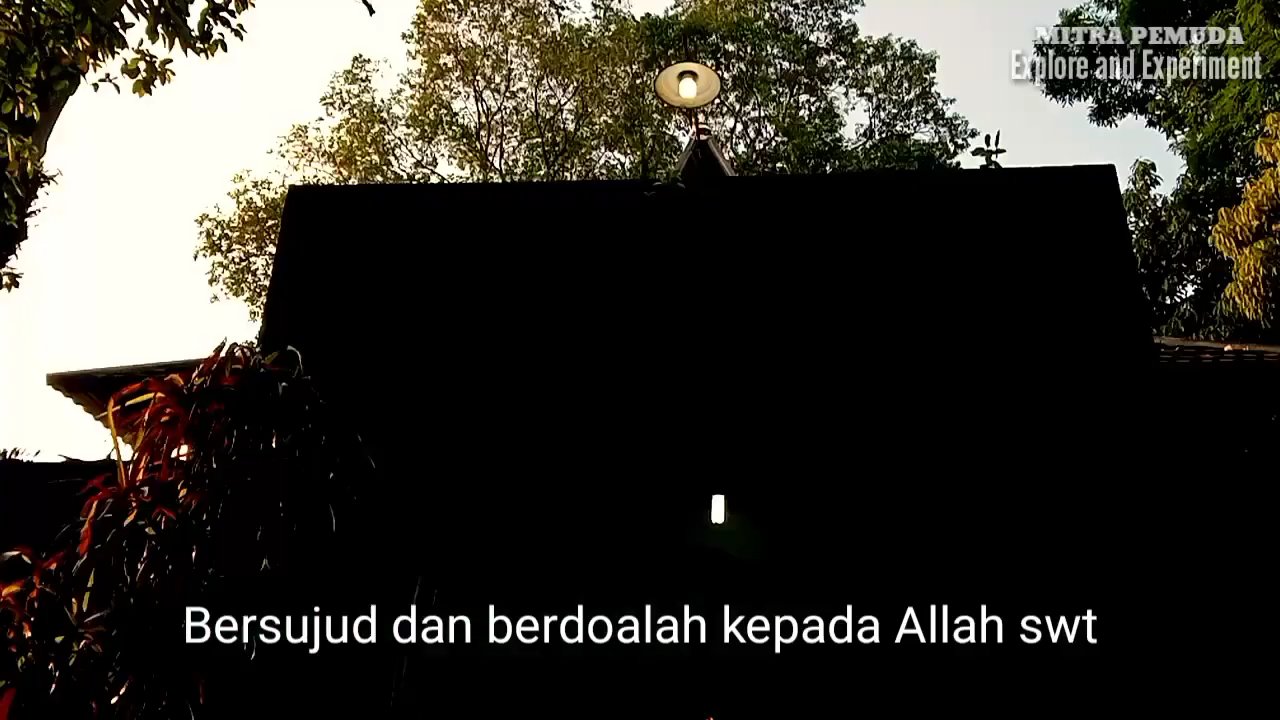 MITRA PEMUDA
Explore and Experiment
Bersujud dan berdoalah kepada Allah swt